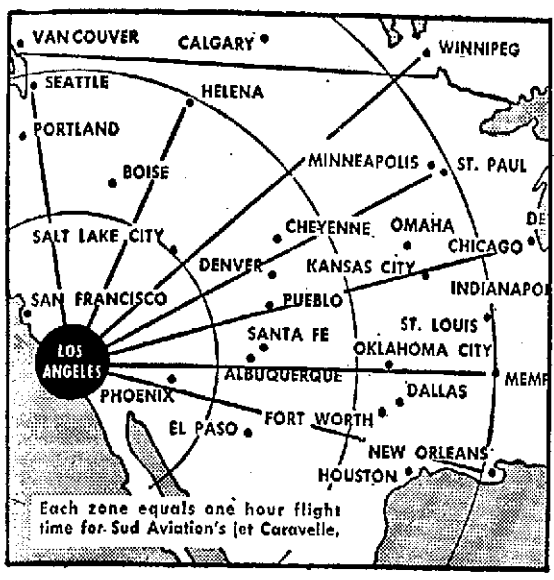 VANCOUVER
CALGARY
WINNIPEG
SEATTLE
HELENA
PORTLAND
MINNEAPOLIS
ST. PAUL
BOISE
CHEYENNE
OMAHA
DE
SALT LAKE CITY
CHICAGO
DENVER
KANSAS CITY
INDIANAPOL
SAN FRANCISCO
PUEBLO
ST. LOUIS
SANTA FE
OKLAHOMA CITY
LOS
ANGELES
ALBUQUERQUE
MEMP
PHOENIX
DALLAS
FORT WORTH
EL PASO
NEW ORLEANS
HOUSTON
Each zone equals one hour flight
time for Sud Aviation's jet Caravelle.